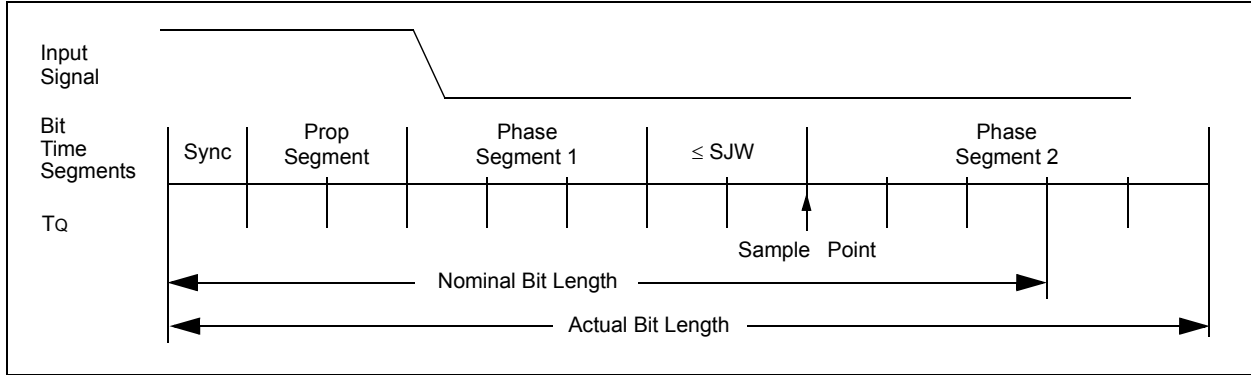 Input
Signal
Bit
Time
Segments
Sync
Prop
Segment
Phase
Segment 1
≤ SJW
Phase
Segment 2
TQ
Sample Point
Nominal Bit Length
Actual Bit Length